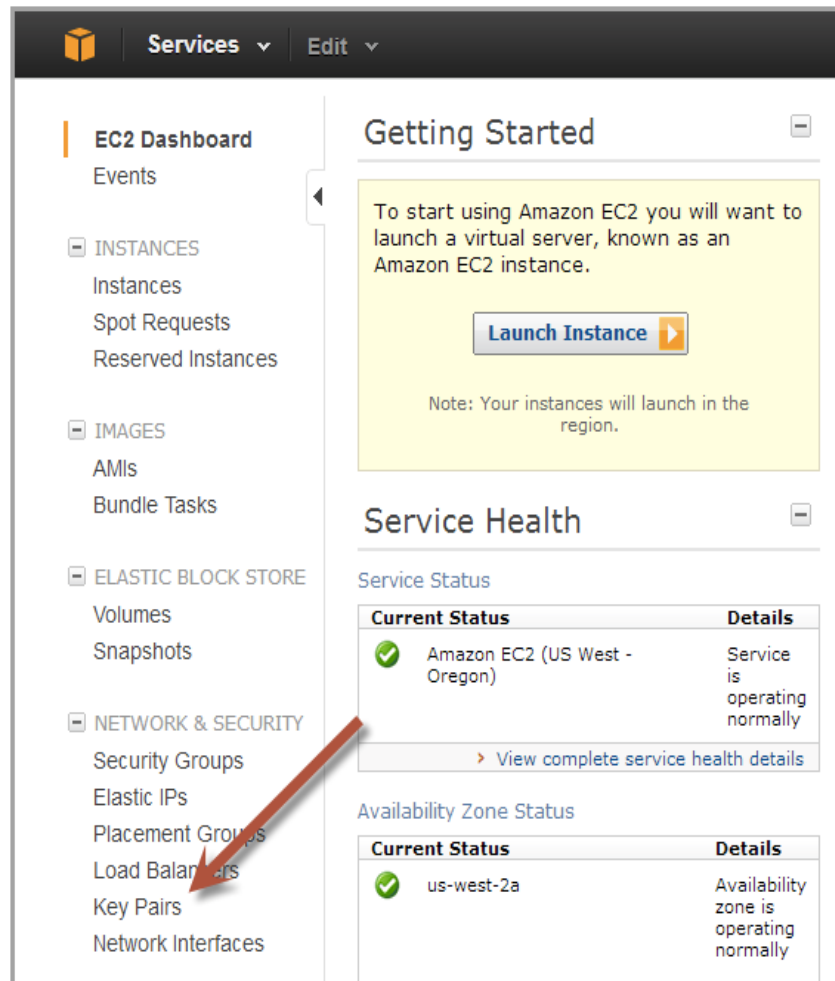 Services
Edit
EC2 Dashboard
Events
INSTANCES
Instances
Spot Requests
Reserved Instances
IMAGES
AMIs
Bundle Tasks
ELASTIC BLOCK STORE
Volumes
Snapshots
NETWORK & SECURITY
Security Groups
Elastic IPs
Placement Groups
Load Balancers
Key Pairs
Network Interfaces
Getting Started
To start using Amazon EC2 you will want to
launch a virtual server, known as an
Amazon EC2 instance.
Launch Instance
Note: Your instances will launch in the
region.
Service Health
Service Status
Current Status Details
Amazon EC2 (US West - Service
Oregon) is
operating
normally
View complete service health details
Availability Zone Status
Current Status Details
us-west-2a Availability
zone is
operating
normally